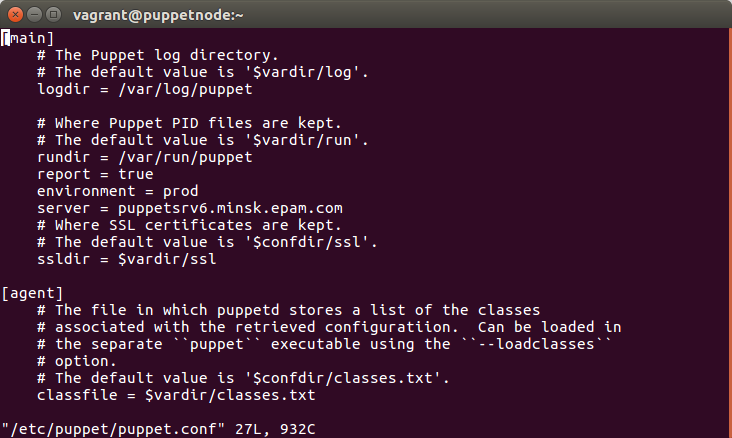 vagrant@puppetnode:~
[main]
    # The Puppet log directory.
    # The default value is '$vardir/log'.
    logdir = /var/log/puppet

    # Where Puppet PID files are kept.
    # The default value is '$vardir/run'.
    rundir = /var/run/puppet
    report = true
    environment = prod
    server = puppetsrv6.minsk.epam.com
    # Where SSL certificates are kept.
    # The default value is '$confdir/ssl'.
    ssldir = $vardir/ssl

[agent]
    # The file in which puppetd stores a list of the classes
    # associated with the retrieved configuratiion.  Can be loaded in
    # the separate ``puppet`` executable using the ``--loadclasses``
    # option.
    # The default value is '$confdir/classes.txt'.
    classfile = $vardir/classes.txt

"/etc/puppet/puppet.conf" 27L, 932C